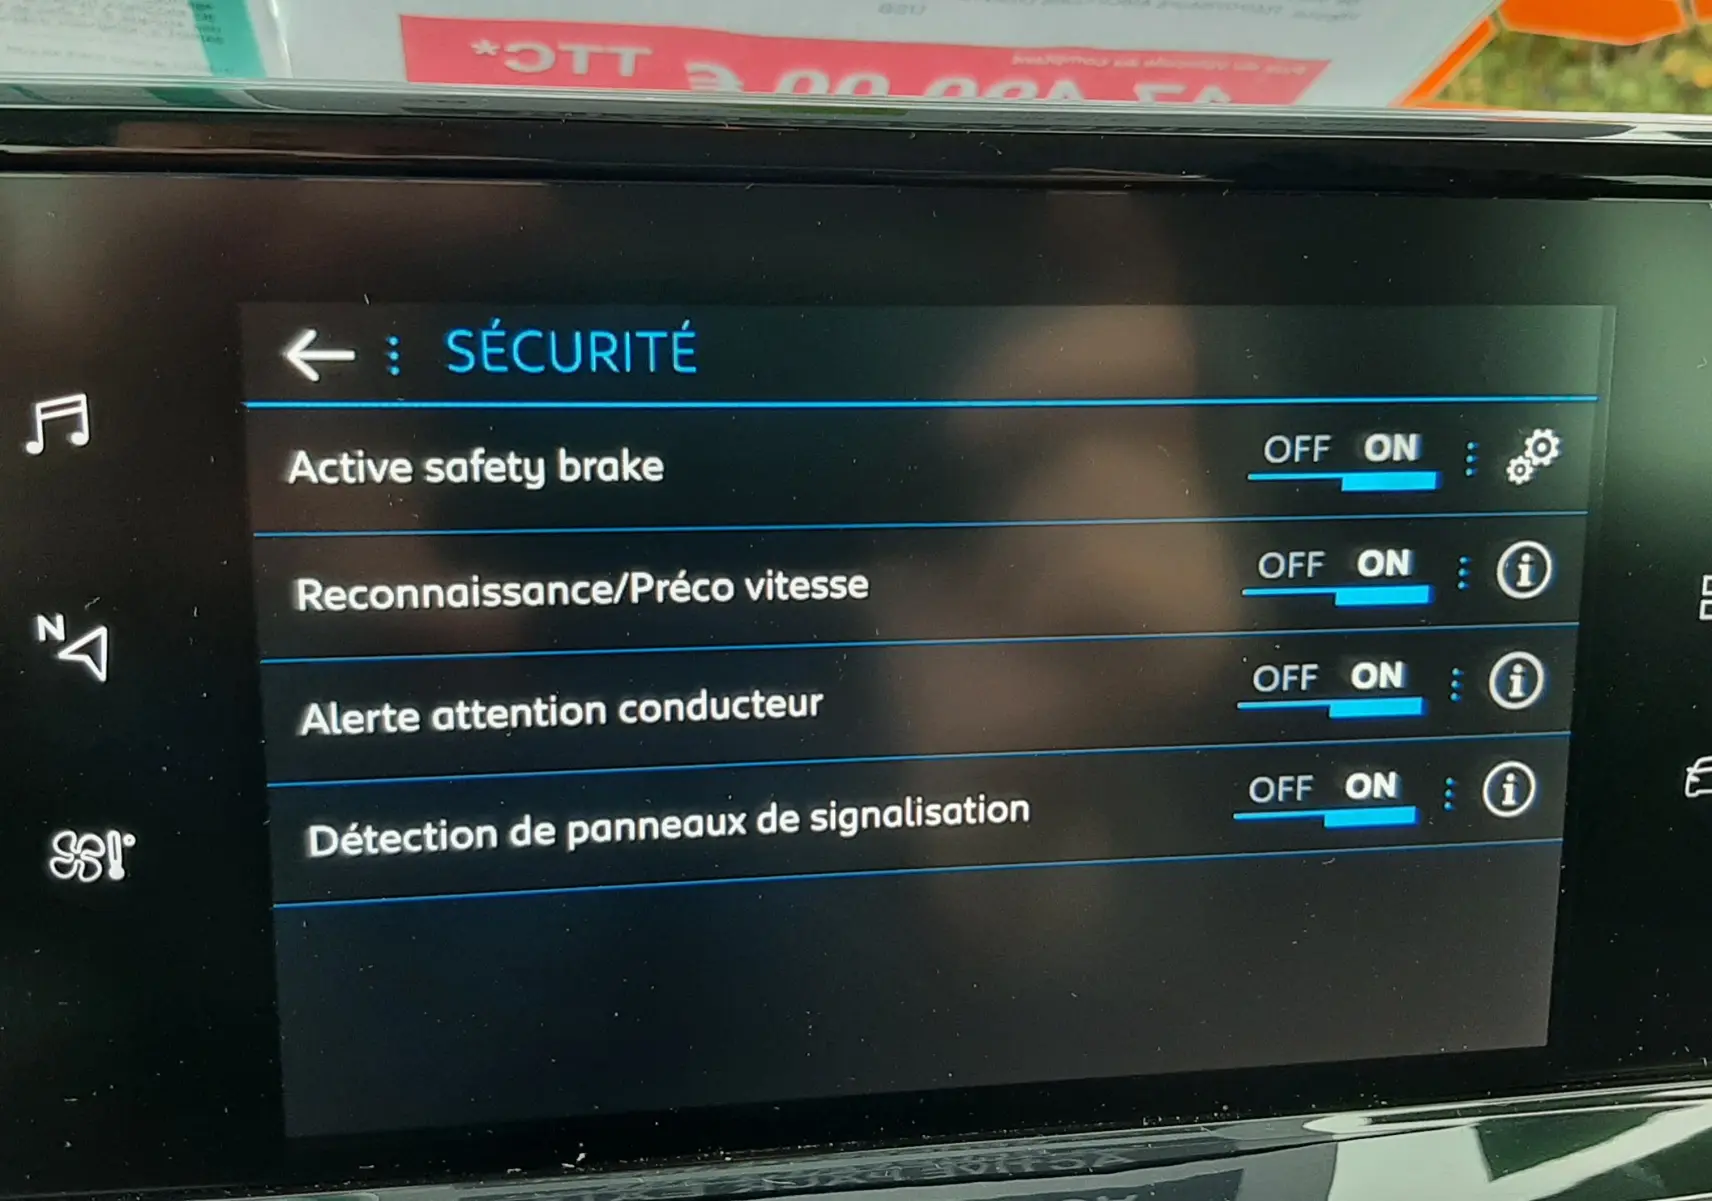 TTC*
SÉCURITÉ
Active safety brake
OFF ON
Reconnaissance/Préco vitesse
OFF ON
N
Alerte attention conducteur
OFF ON
Détection de panneaux de signalisation
OFF ON